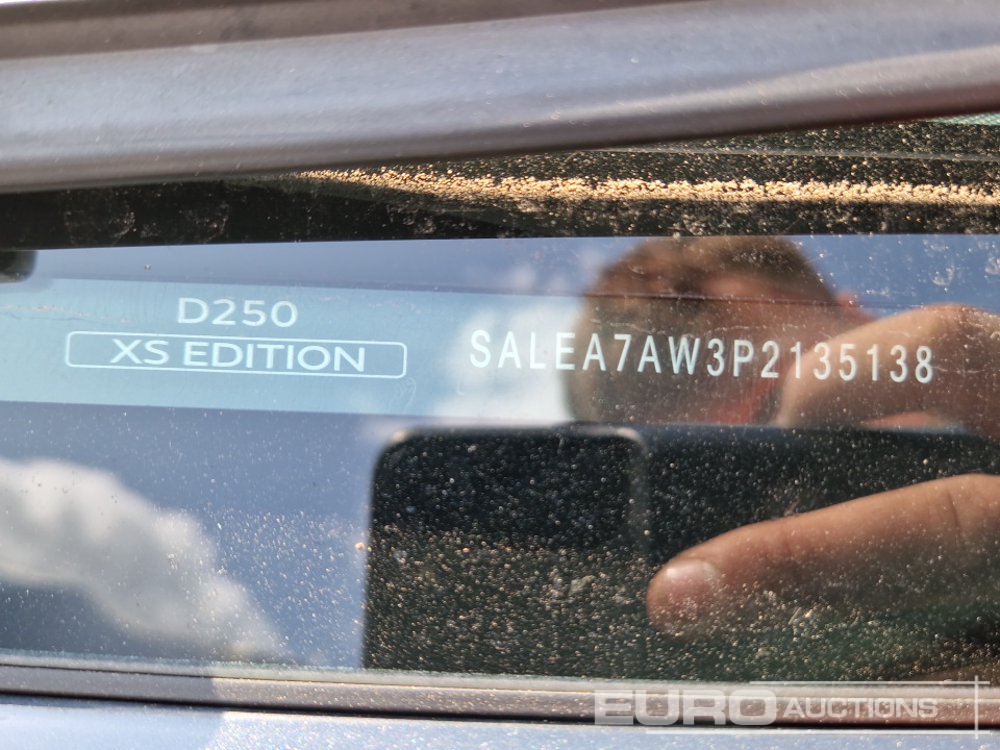 D250
XS EDITION
SALEA7AW3P2135138
EURO AUCTIONS